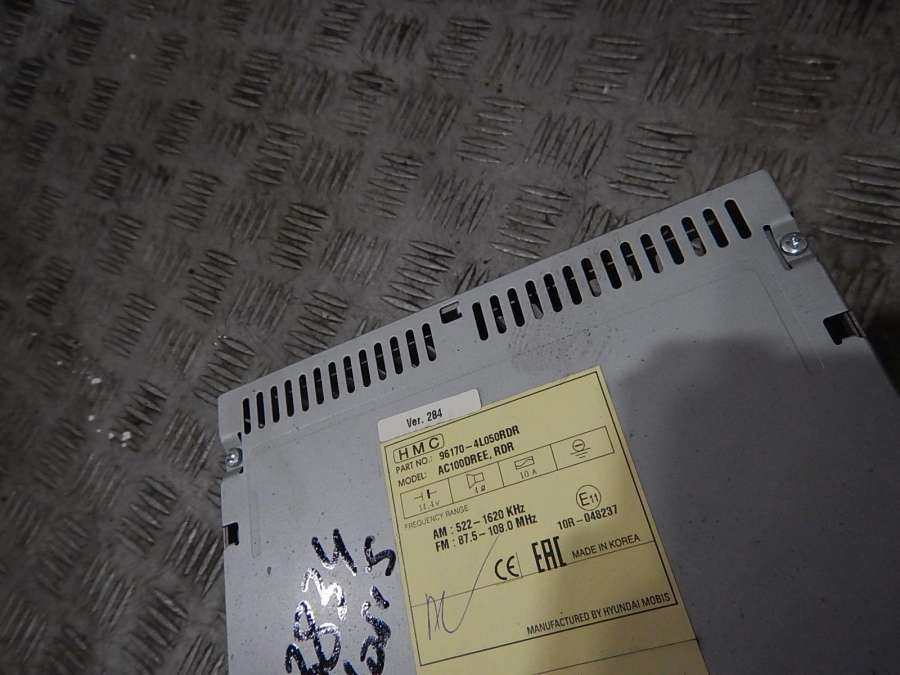 Ver. 284
HMC
PART NO.: 96170-4L050RDR
MODEL: AC100DREE, RDR
14.4V 4Ω 10A
FREQUENCY RANGE
AM : 522-1620 KHz
FM : 87.5-108.0 MHz
E11
10R-048237
CE EAC MADE IN KOREA
MANUFACTURED BY HYUNDAI MOBIS